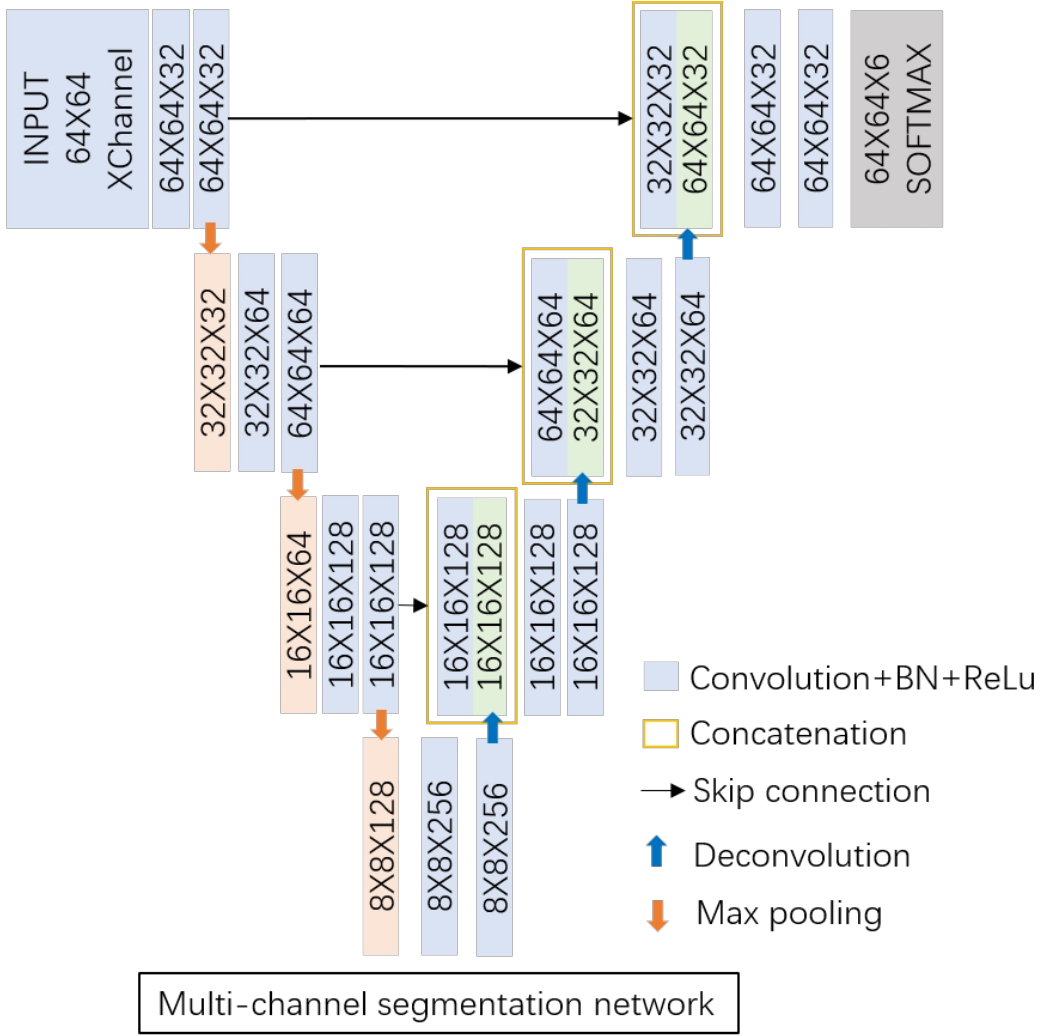 INPUT
64X64
XChannel
64X64X32
64X64X32
32X32X32
64X64X32
64X64X32
64X64X32
64X64X6
SOFTMAX
32X32X32
32X32X64
64X64X64
64X64X64
32X32X64
32X32X64
32X32X64
16X16X64
16X16X128
16X16X128
16X16X128
16X16X128
16X16X128
16X16X128
8X8X128
8X8X256
8X8X256
Convolution+BN+ReLu
Concatenation
Skip connection
Deconvolution
Max pooling
Multi-channel segmentation network